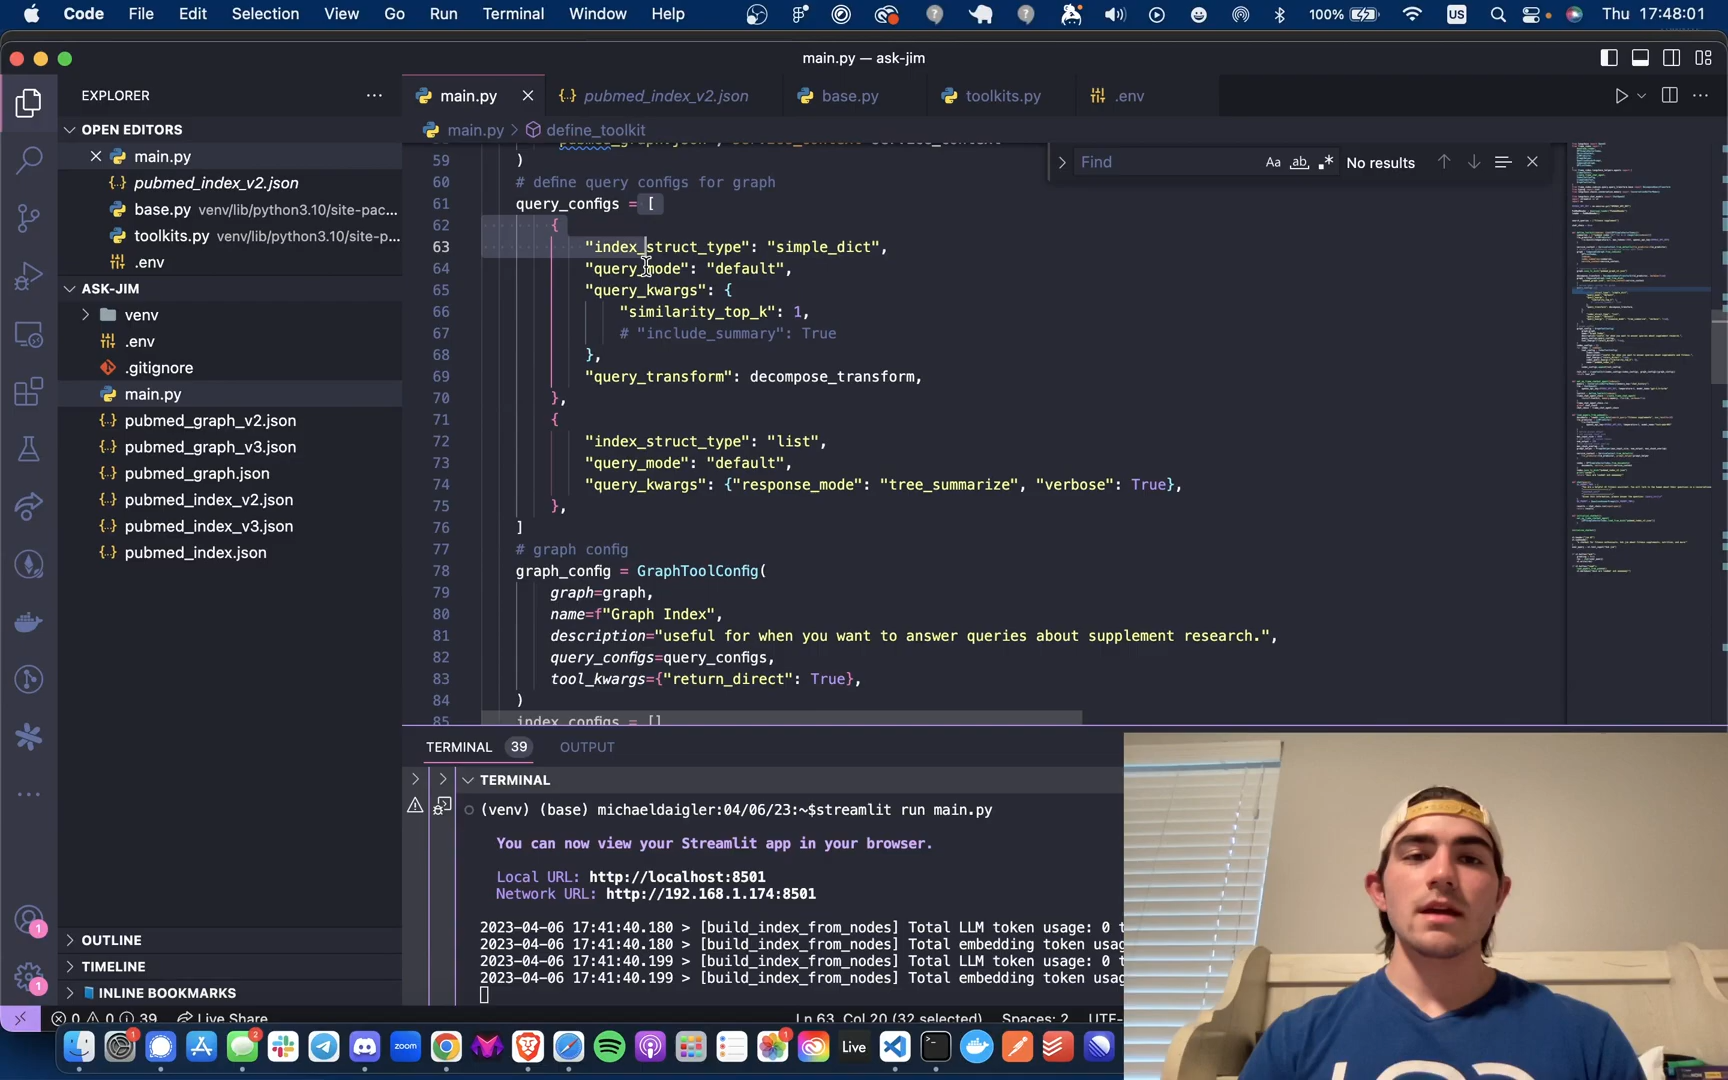 Code File Edit Selection View Go Run Terminal Window Help 100% US Thu 17:48:01
main.py — ask-jim
EXPLORER
main.py
pubmed_index_v2.json
base.py
toolkits.py
.env
main.py > define_toolkit
OPEN EDITORS
main.py
pubmed_index_v2.json
base.py venv/lib/python3.10/site-pac...
toolkits.py venv/lib/python3.10/site-p...
.env
ASK-JIM
venv
.env
.gitignore
main.py
pubmed_graph_v2.json
pubmed_graph_v3.json
pubmed_graph.json
pubmed_index_v2.json
pubmed_index_v3.json
pubmed_index.json
OUTLINE
TIMELINE
INLINE BOOKMARKS
Find Aa ab No results
59 )
60 # define query configs for graph
61 query_configs = [
62 {
63 "index_struct_type": "simple_dict",
64 "query_mode": "default",
65 "query_kwargs": {
66 "similarity_top_k": 1,
67 # "include_summary": True
68 },
69 "query_transform": decompose_transform,
70 },
71 {
72 "index_struct_type": "list",
73 "query_mode": "default",
74 "query_kwargs": {"response_mode": "tree_summarize", "verbose": True},
75 },
76 ]
77 # graph config
78 graph_config = GraphToolConfig(
79 graph=graph,
80 name=f"Graph Index",
81 description="useful for when you want to answer queries about supplement research.",
82 query_configs=query_configs,
83 tool_kwargs={"return_direct": True},
84 )
85 index_configs = []
TERMINAL 39 OUTPUT
TERMINAL
(venv) (base) michaeldaigler:04/06/23:~$streamlit run main.py
You can now view your Streamlit app in your browser.
Local URL: http://localhost:8501
Network URL: http://192.168.1.174:8501
2023-04-06 17:41:40.180 > [build_index_from_nodes] Total LLM token usage: 0 t
2023-04-06 17:41:40.180 > [build_index_from_nodes] Total embedding token usag
2023-04-06 17:41:40.199 > [build_index_from_nodes] Total LLM token usage: 0 t
2023-04-06 17:41:40.199 > [build_index_from_nodes] Total embedding token usag
0 0 39 Live Share Ln 63, Col 20 (32 selected) Spaces: 2 UTF-
zoom
Live